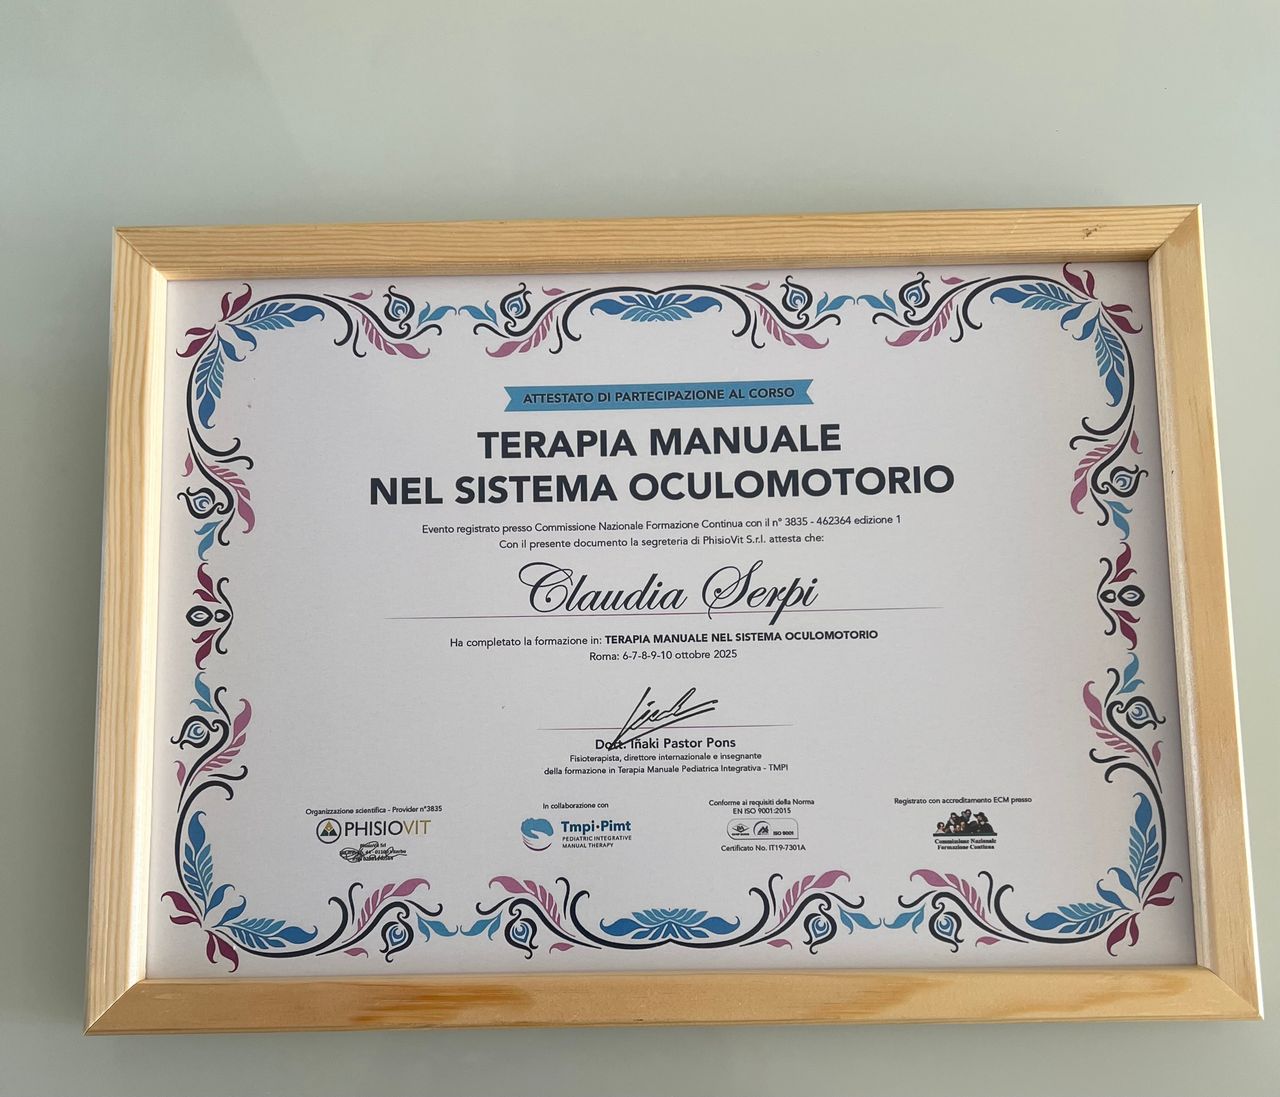 ATTESTATO DI PARTECIPAZIONE AL CORSO
TERAPIA MANUALE
NEL SISTEMA OCULOMOTORIO
Evento registrato presso Commissione Nazionale Formazione Continua con il n° 3835 - 462364 edizione 1
Con il presente documento la segreteria di PhisioVit S.r.l. attesta che:
Claudia Serpi
Ha completato la formazione in: TERAPIA MANUALE NEL SISTEMA OCULOMOTORIO
Roma: 6-7-8-9-10 ottobre 2025
Dott. Iñaki Pastor Pons
Fisioterapista, direttore internazionale e insegnante
della formazione in Terapia Manuale Pediatrica Integrativa - TMPI
Organizzazione scientifica - Provider n°3835
PHISIOVIT
PhisioVit Srl
In collaborazione con
Tmpi·Pimt
PEDIATRIC INTEGRATIVE
MANUAL THERAPY
Conforme ai requisiti della Norma
EN ISO 9001:2015
ISO 9001
Certificato No. IT19-7301A
Registrato con accreditamento ECM presso
Commissione Nazionale
Formazione Continua